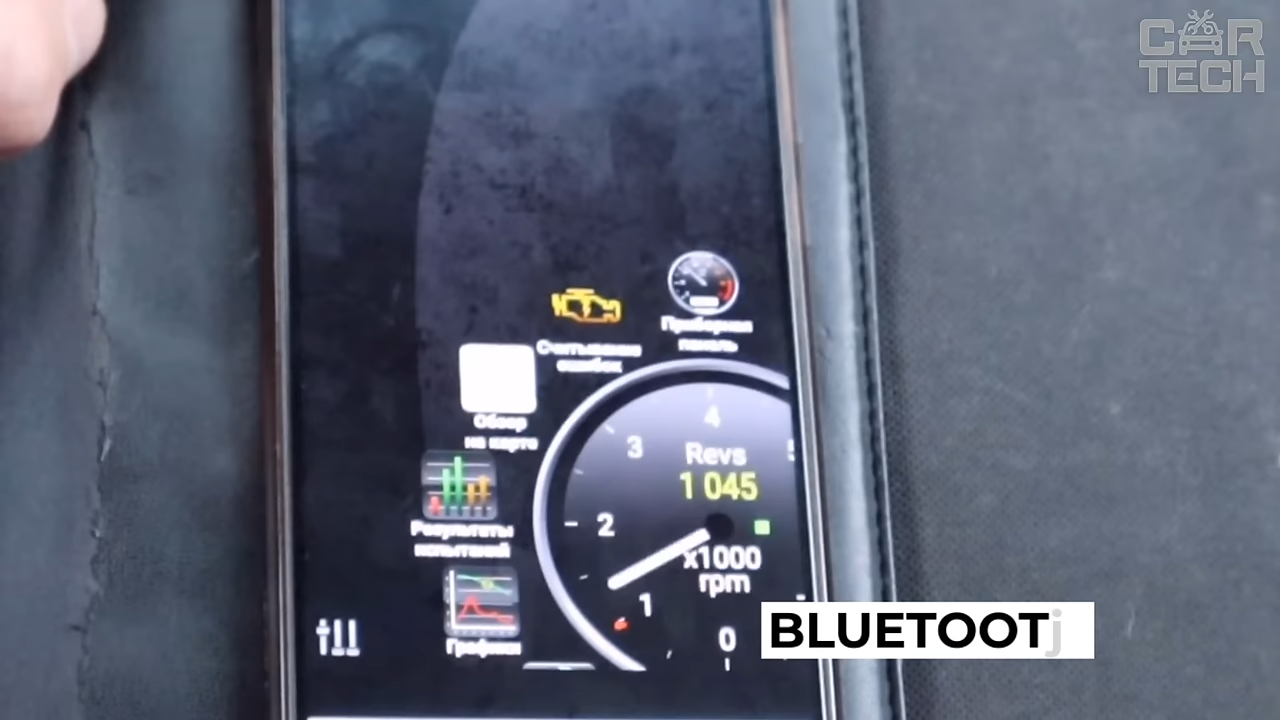 CAR
TECH
Приборная
панель
Считывание
ошибок
Обзор
на карте
4
3
5
Revs
1 045
2
Результаты
испытаний
x1000
rpm
1
0
Графики
BLUETOOTj